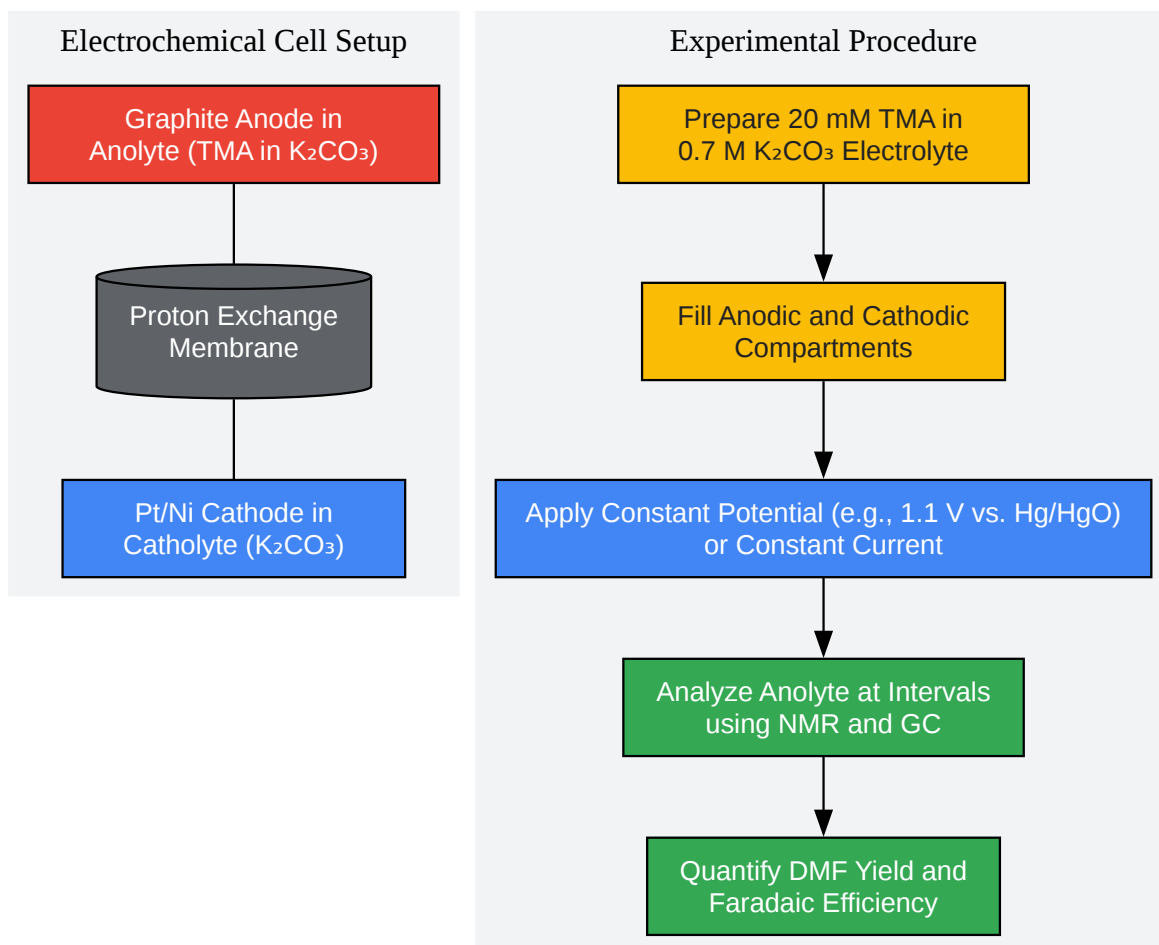 Electrochemical Cell Setup
Graphite Anode in
Anolyte (TMA in K₂CO₃)
Proton Exchange
Membrane
Pt/Ni Cathode in
Catholyte (K₂CO₃)
Experimental Procedure
Prepare 20 mM TMA in
0.7 M K₂CO₃ Electrolyte
Fill Anodic and Cathodic
Compartments
Apply Constant Potential (e.g., 1.1 V vs. Hg/HgO)
or Constant Current
Analyze Anolyte at Intervals
using NMR and GC
Quantify DMF Yield and
Faradaic Efficiency